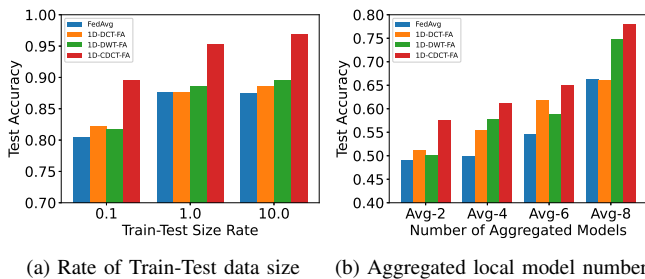 1.00
0.95
0.90
0.85
0.80
0.75
0.70
Test Accuracy
FedAvg
1D-DCT-FA
1D-DWT-FA
1D-CDCT-FA
0.1 1.0 10.0
Train-Test Size Rate
(a) Rate of Train-Test data size
0.80
0.75
0.70
0.65
0.60
0.55
0.50
0.45
0.40
Test Accuracy
FedAvg
1D-DCT-FA
1D-DWT-FA
1D-CDCT-FA
Avg-2 Avg-4 Avg-6 Avg-8
Number of Aggregated Models
(b) Aggregated local model number